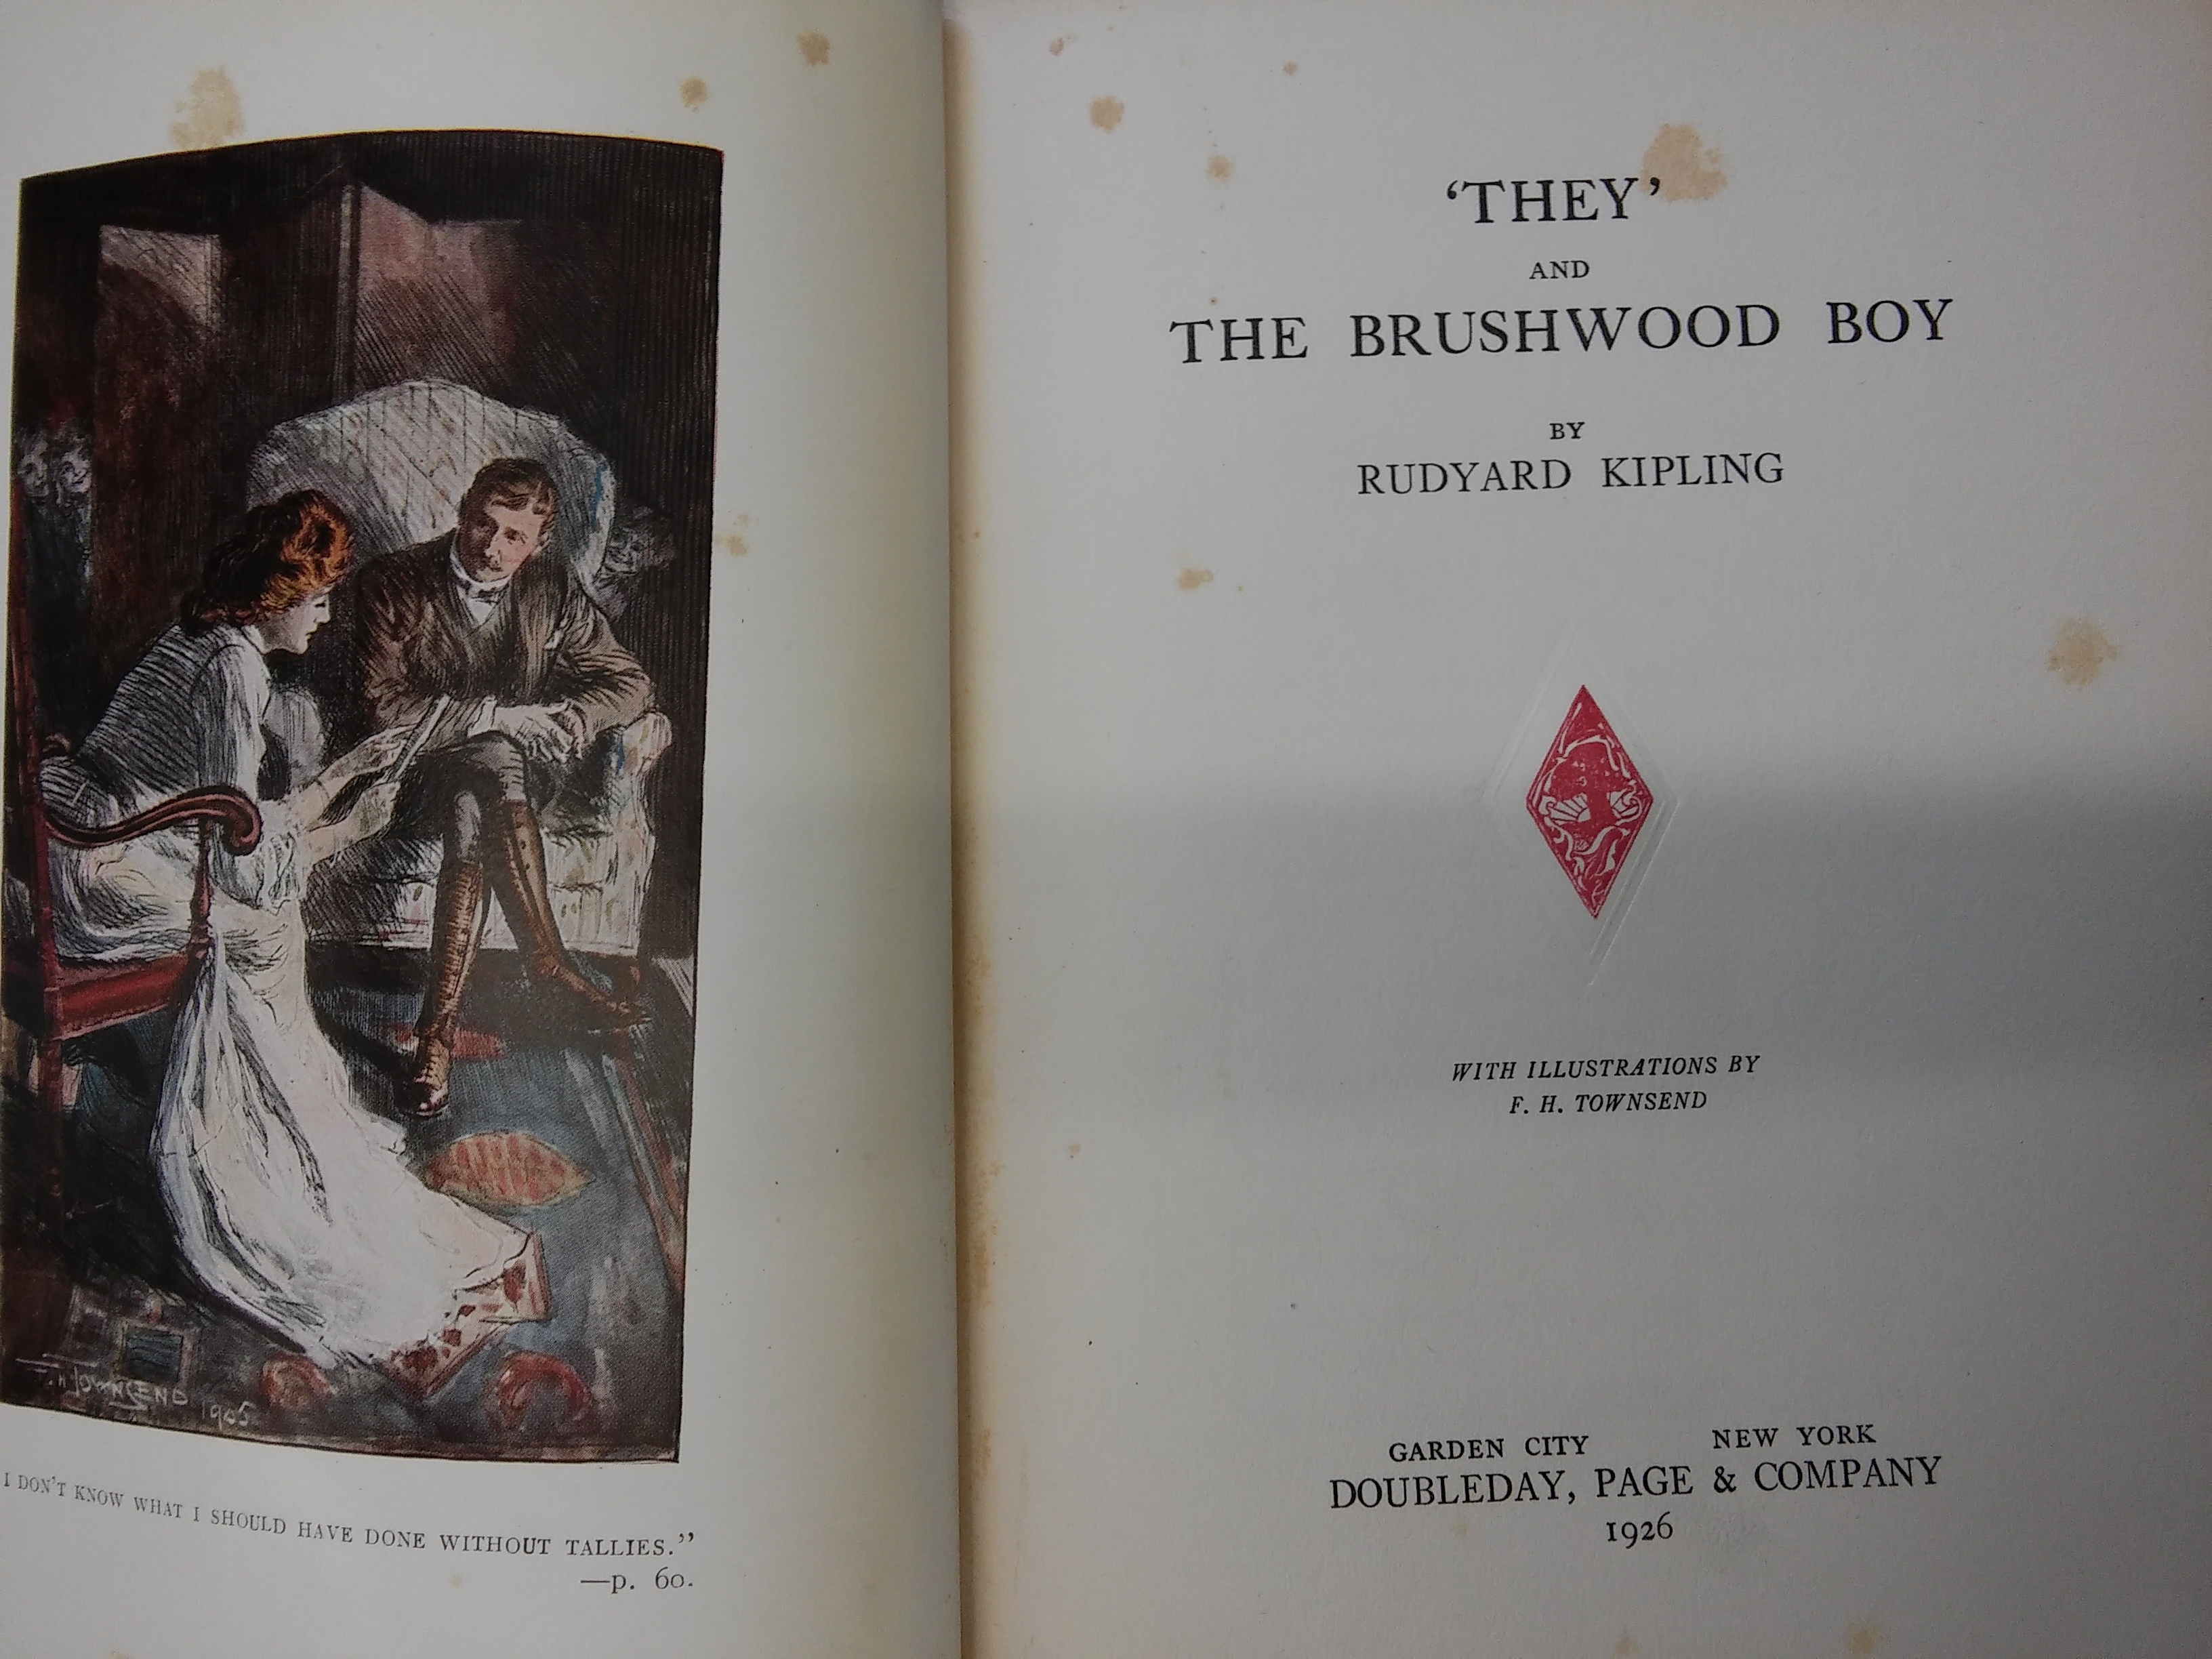 F. H TOWNSEND 1905
I DON'T KNOW WHAT I SHOULD HAVE DONE WITHOUT TALLIES.”
—p. 60.
‘THEY’
AND
THE BRUSHWOOD BOY
BY
RUDYARD KIPLING
WITH ILLUSTRATIONS BY
F. H. TOWNSEND
GARDEN CITY NEW YORK
DOUBLEDAY, PAGE & COMPANY
1926